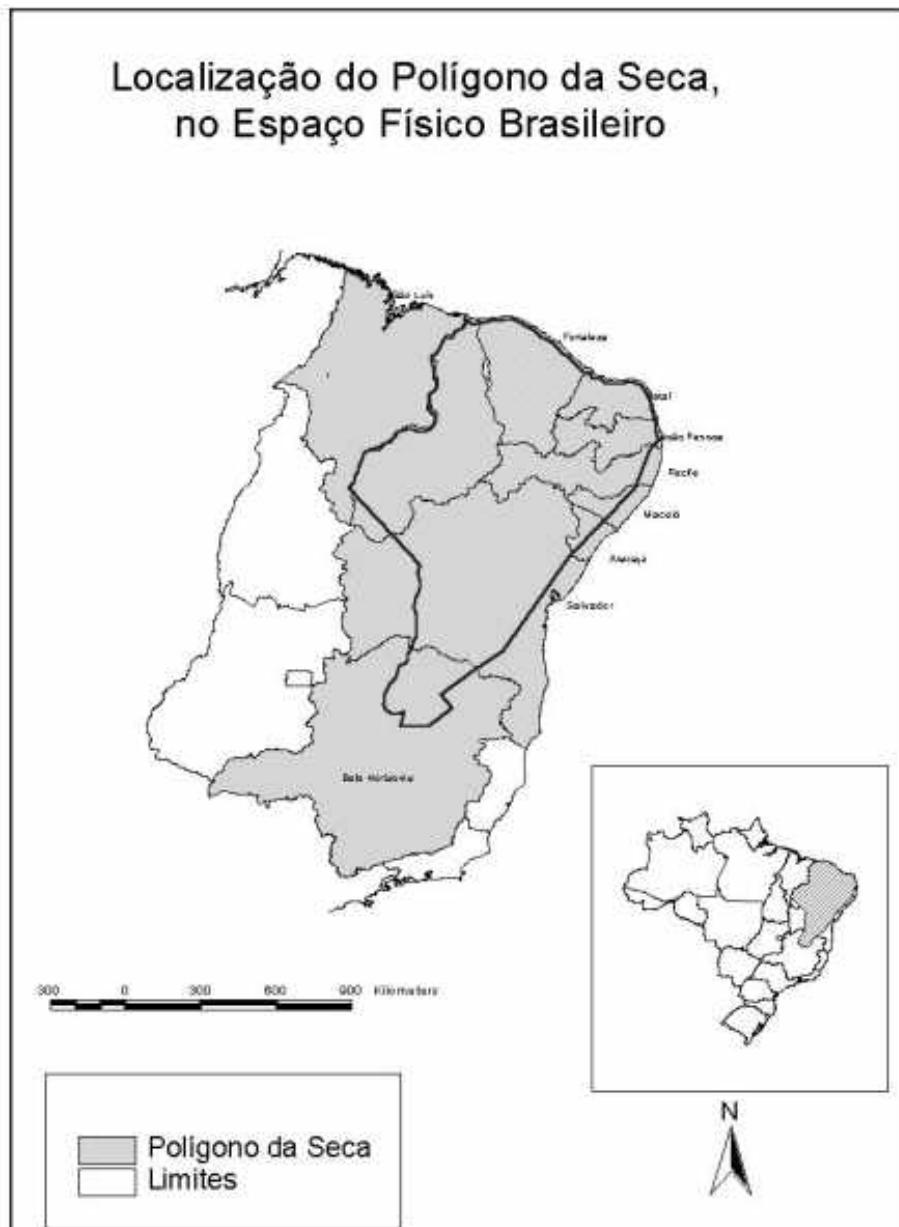 Localização do Polígono da Seca,
no Espaço Físico Brasileiro
São Luís
Fortaleza
Natal
João Pessoa
Recife
Maceió
Aracaju
Salvador
Belo Horizonte
300 0 300 600 900 Kilometers
Polígono da Seca
Limites
N